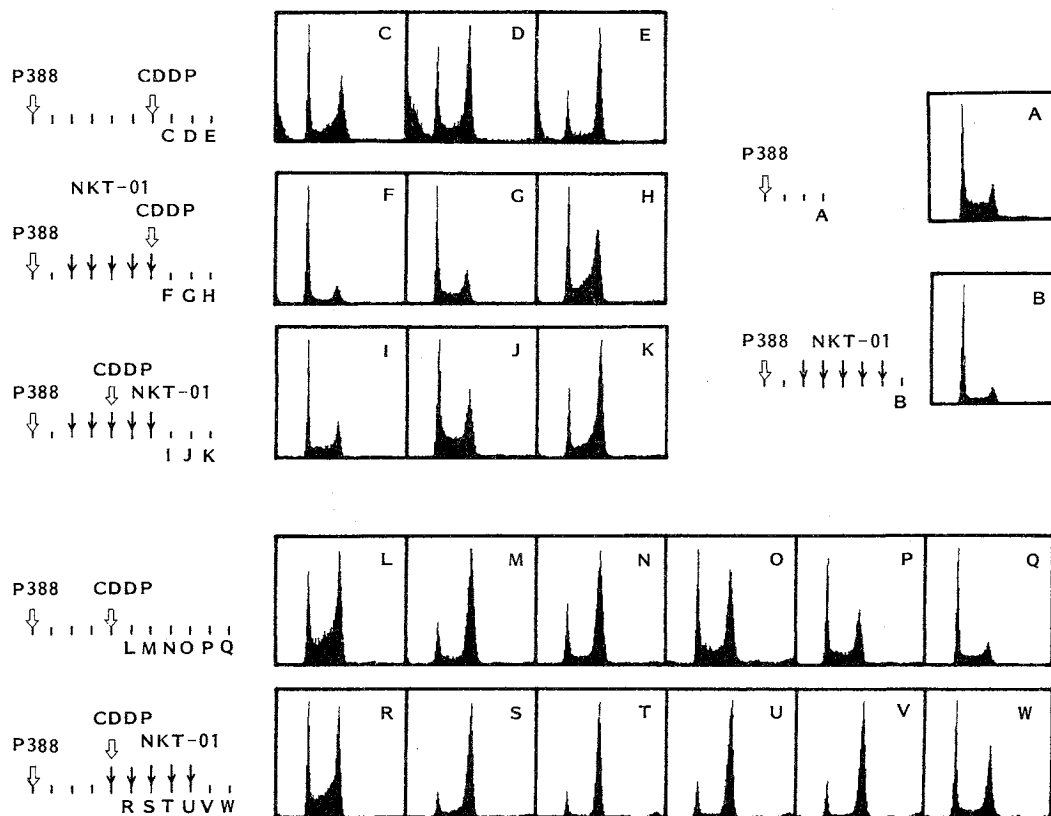 P388 CDDP
C D E
C D E
NKT-01
CDDP
P388
F G H
F G H
CDDP
P388 NKT-01
I J K
I J K
P388
A
A
P388 NKT-01
B
B
P388 CDDP
L M N O P Q
L M N O P Q
CDDP
P388 NKT-01
R S T U V W
R S T U V W